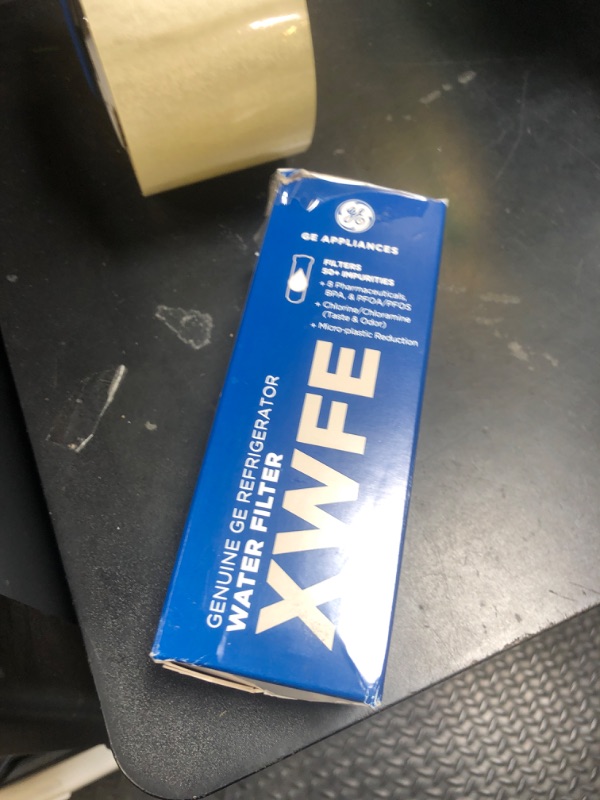 GE
GE APPLIANCES
FILTERS
50+ IMPURITIES
+ 8 Pharmaceuticals,
BPA, & PFOA/PFOS
+ Chlorine/Chloramine
(Taste & Odor)
+ Micro-plastic Reduction
GENUINE GE REFRIGERATOR
WATER FILTER
XWFE